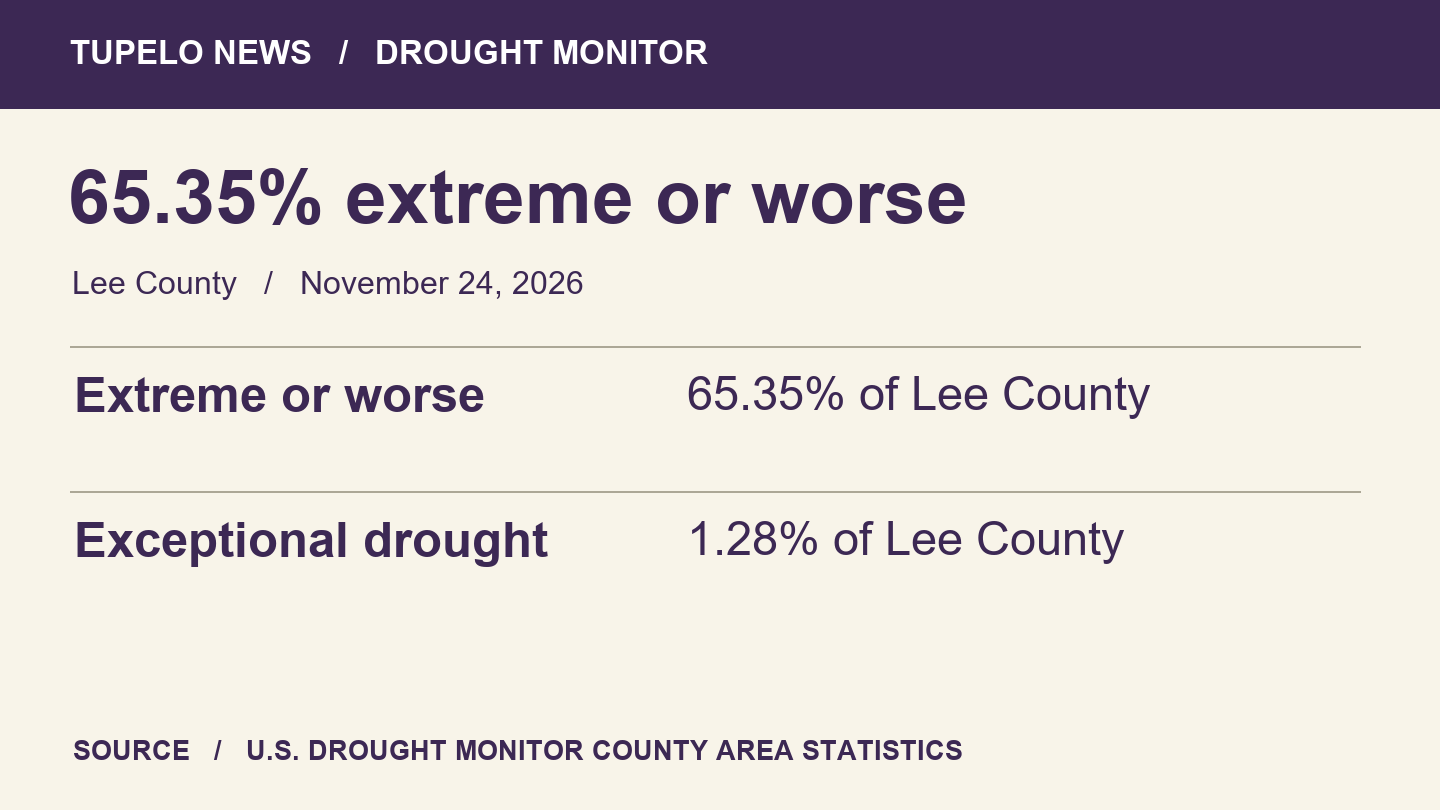 TUPELO NEWS / DROUGHT MONITOR
65.35% extreme or worse
Lee County / November 24, 2026
Extreme or worse 65.35% of Lee County
Exceptional drought 1.28% of Lee County
SOURCE / U.S. DROUGHT MONITOR COUNTY AREA STATISTICS